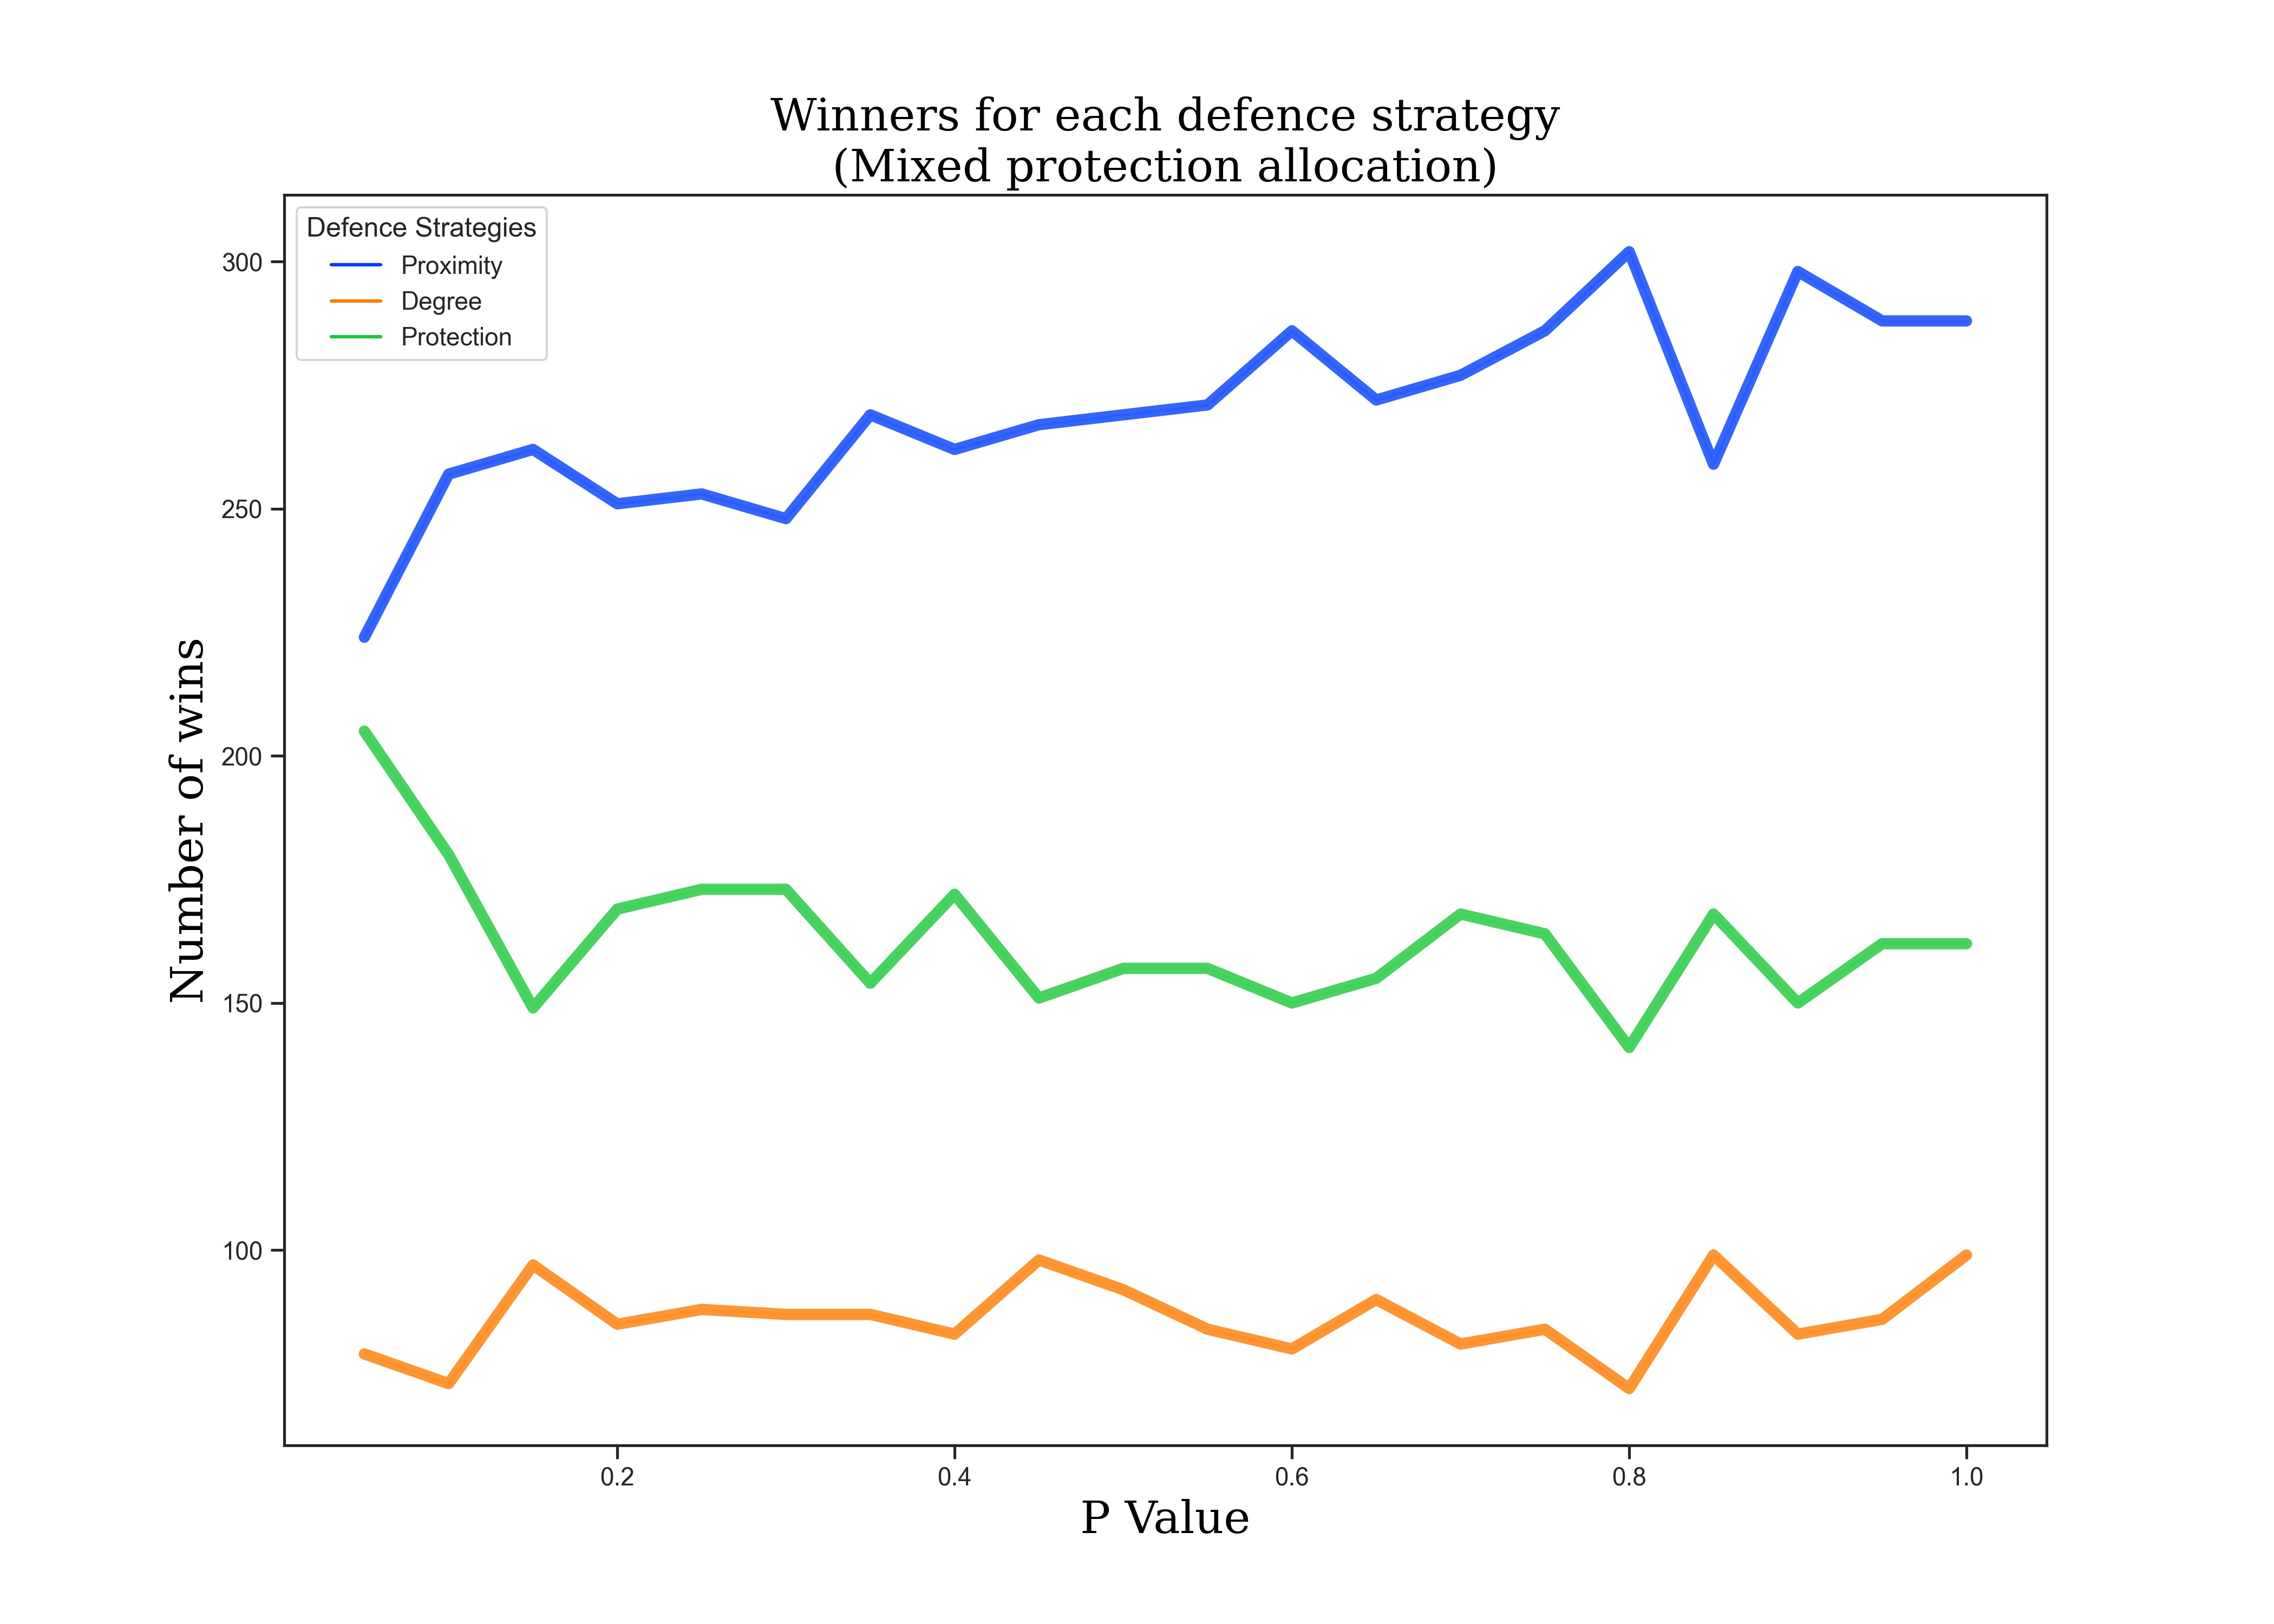 Winners for each defence strategy
(Mixed protection allocation)
Defence Strategies
Proximity
Degree
Protection
300
250
200
150
100
Number of wins
0.2
0.4
0.6
0.8
1.0
P Value